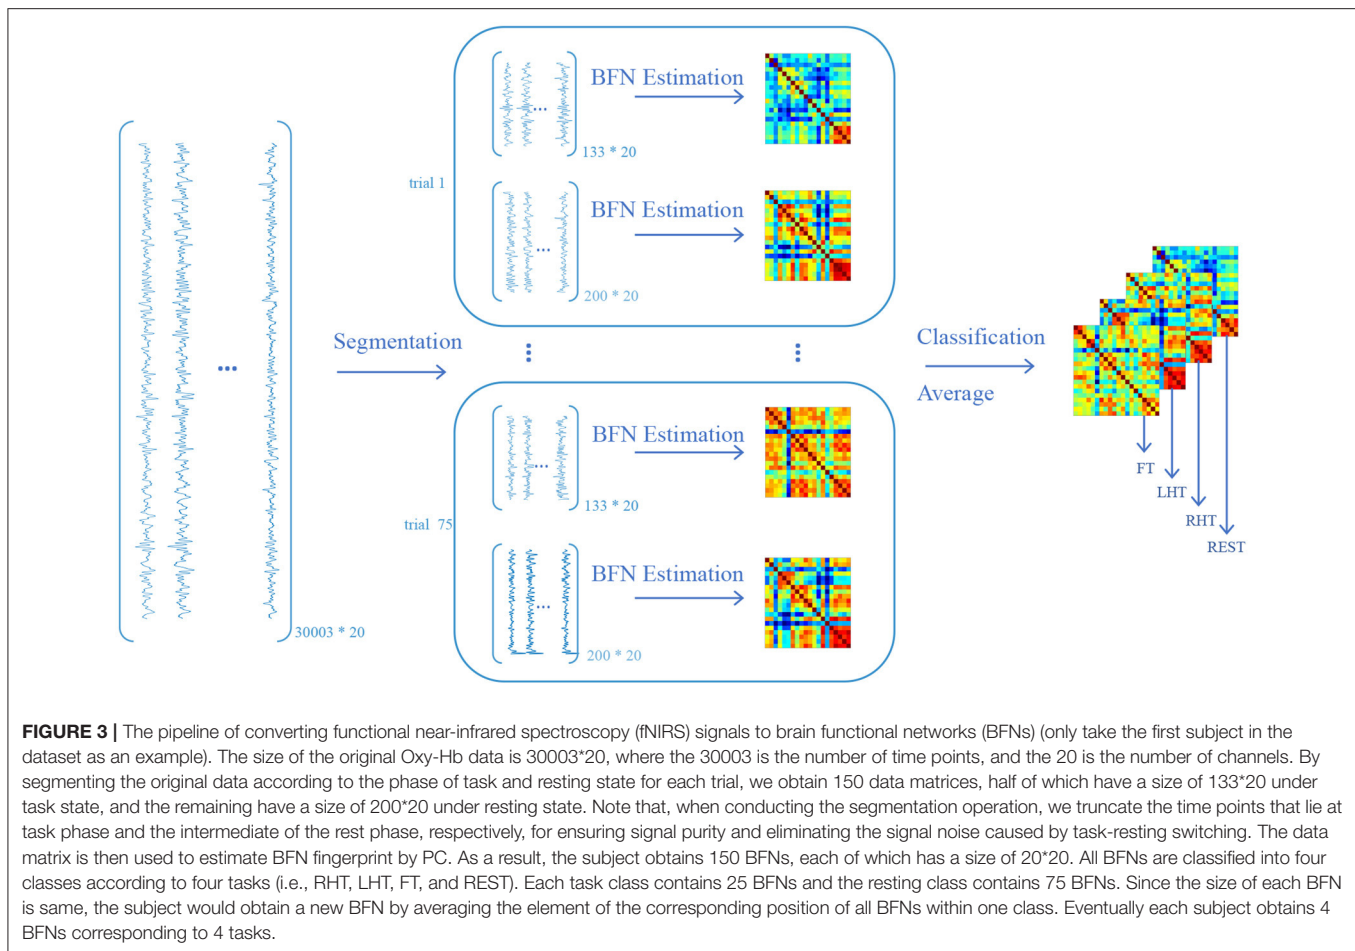 BFN Estimation
133 * 20
trial 1
BFN Estimation
200 * 20
30003 * 20
Segmentation
Classification
Average
BFN Estimation
133 * 20
trial 75
BFN Estimation
200 * 20
FT
LHT
RHT
REST
FIGURE 3 | The pipeline of converting functional near-infrared spectroscopy (fNIRS) signals to brain functional networks (BFNs) (only take the first subject in the
dataset as an example). The size of the original Oxy-Hb data is 30003*20, where the 30003 is the number of time points, and the 20 is the number of channels. By
segmenting the original data according to the phase of task and resting state for each trial, we obtain 150 data matrices, half of which have a size of 133*20 under
task state, and the remaining have a size of 200*20 under resting state. Note that, when conducting the segmentation operation, we truncate the time points that lie at
task phase and the intermediate of the rest phase, respectively, for ensuring signal purity and eliminating the signal noise caused by task-resting switching. The data
matrix is then used to estimate BFN fingerprint by PC. As a result, the subject obtains 150 BFNs, each of which has a size of 20*20. All BFNs are classified into four
classes according to four tasks (i.e., RHT, LHT, FT, and REST). Each task class contains 25 BFNs and the resting class contains 75 BFNs. Since the size of each BFN
is same, the subject would obtain a new BFN by averaging the element of the corresponding position of all BFNs within one class. Eventually each subject obtains 4
BFNs corresponding to 4 tasks.